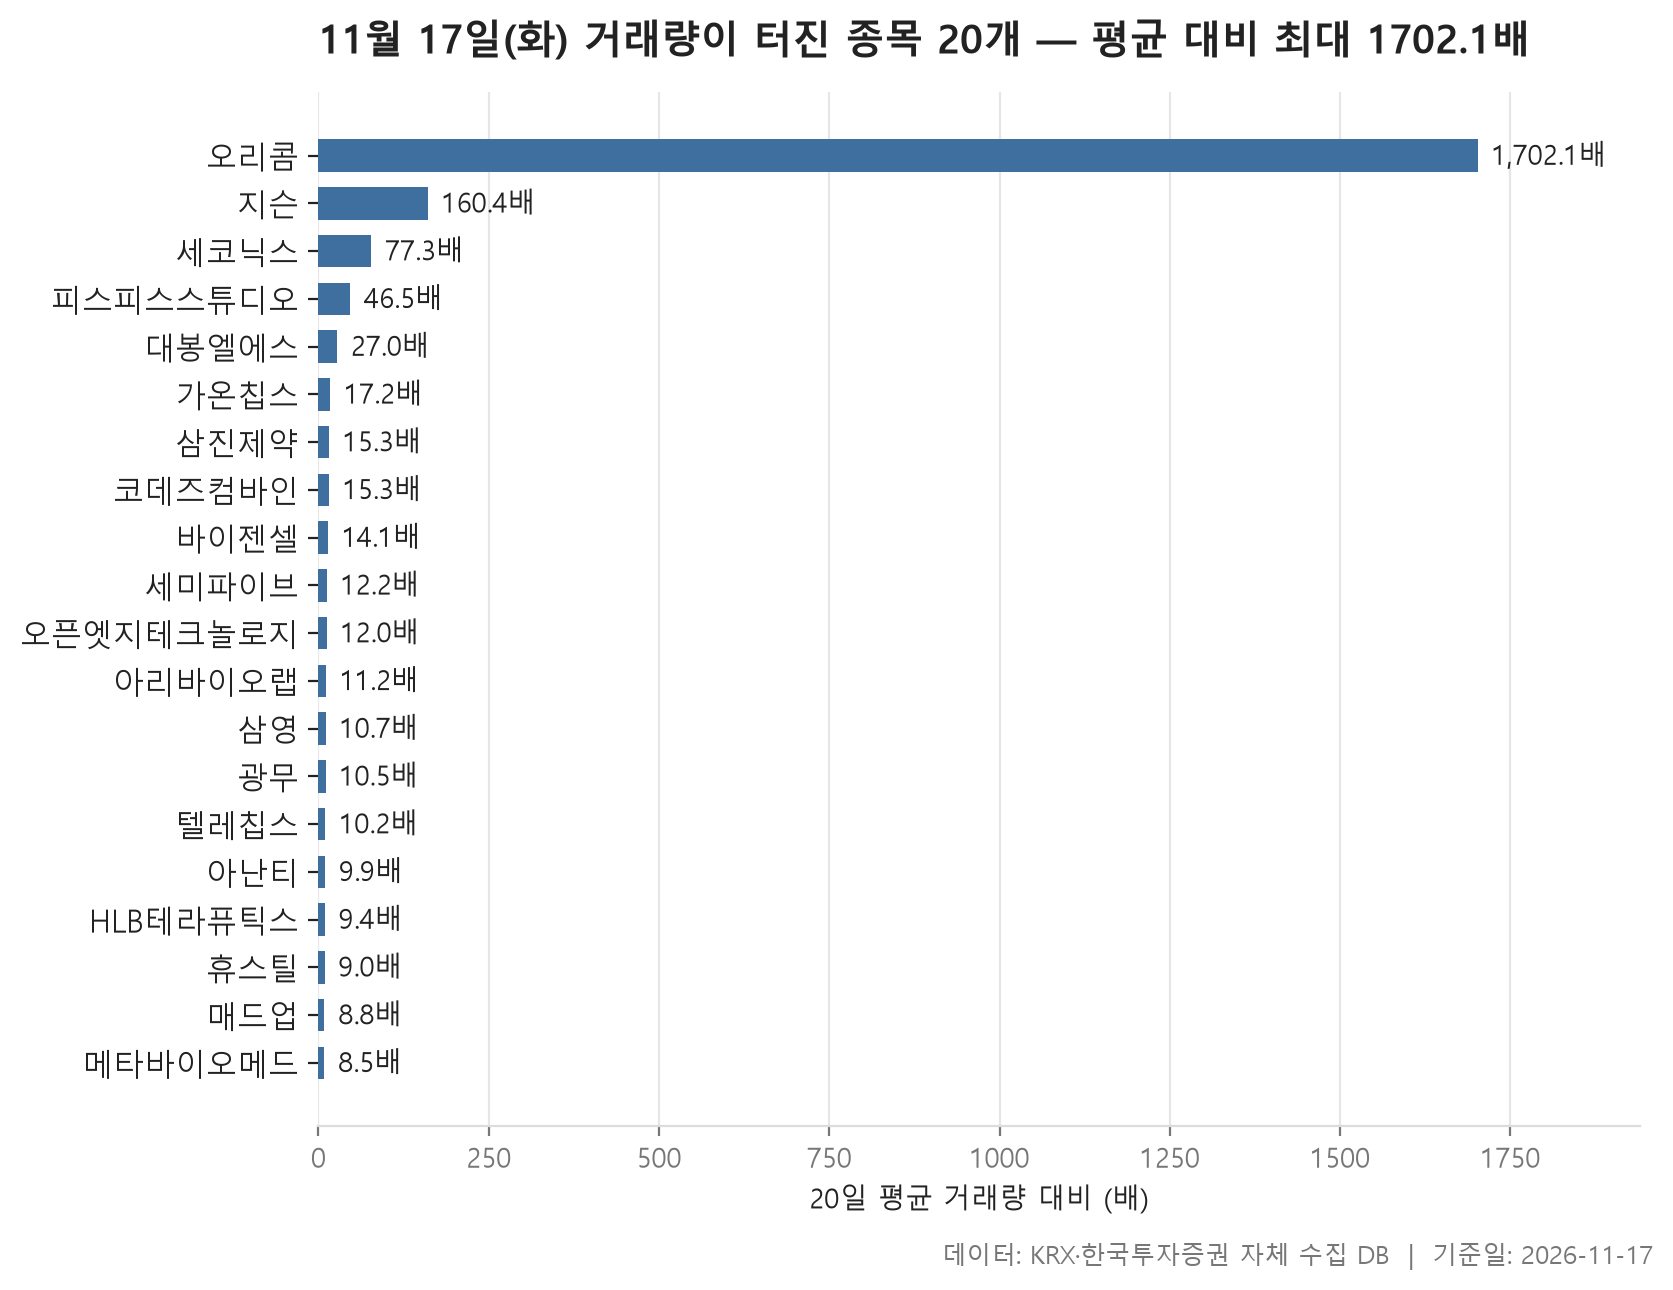 11월 17일(화) 거래량이 터진 종목 20개 — 평균 대비 최대 1702.1배
오리콤 1,702.1배
지슨 160.4배
세코닉스 77.3배
피스피스스튜디오 46.5배
대봉엘에스 27.0배
가온칩스 17.2배
삼진제약 15.3배
코데즈컴바인 15.3배
바이젠셀 14.1배
세미파이브 12.2배
오픈엣지테크놀로지 12.0배
아리바이오랩 11.2배
삼영 10.7배
광무 10.5배
텔레칩스 10.2배
아난티 9.9배
HLB테라퓨틱스 9.4배
휴스틸 9.0배
매드업 8.8배
메타바이오메드 8.5배
0 250 500 750 1000 1250 1500 1750
20일 평균 거래량 대비 (배)
데이터: KRX·한국투자증권 자체 수집 DB | 기준일: 2026-11-17